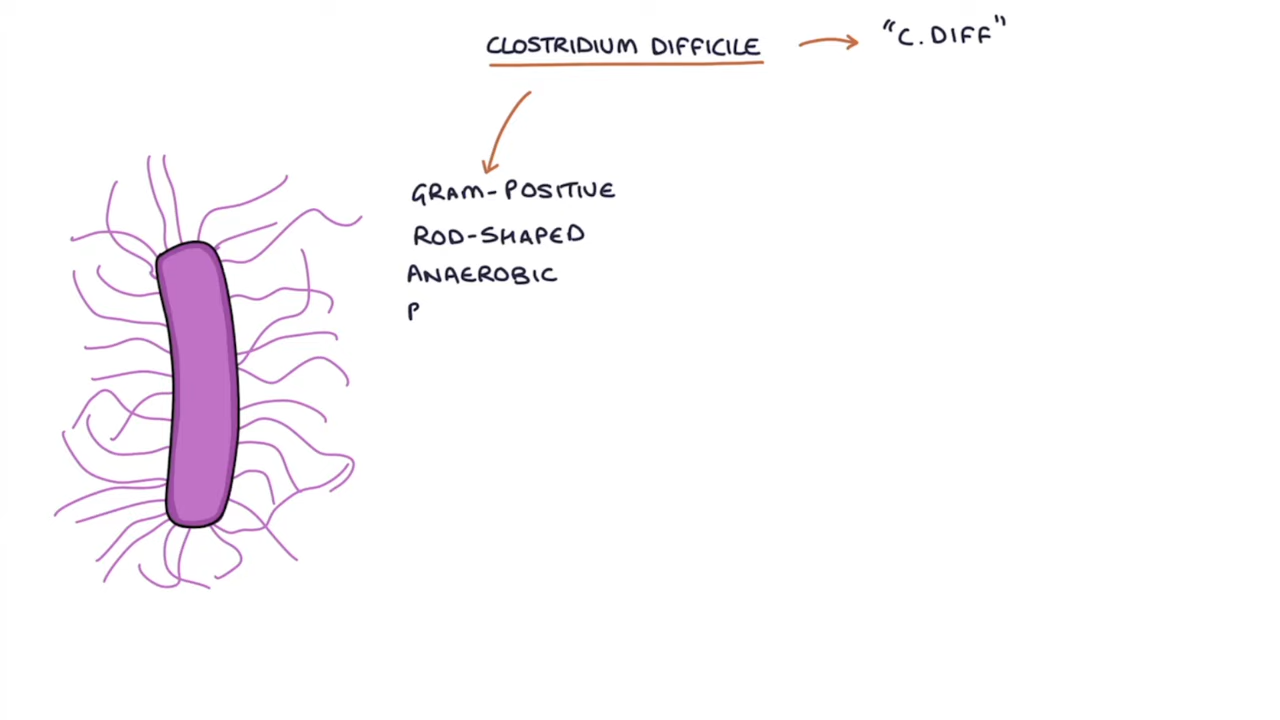 CLOSTRIDIUM DIFFICILE
"C. DIFF"
GRAM-POSITIVE
ROD-SHAPED
ANAEROBIC
P